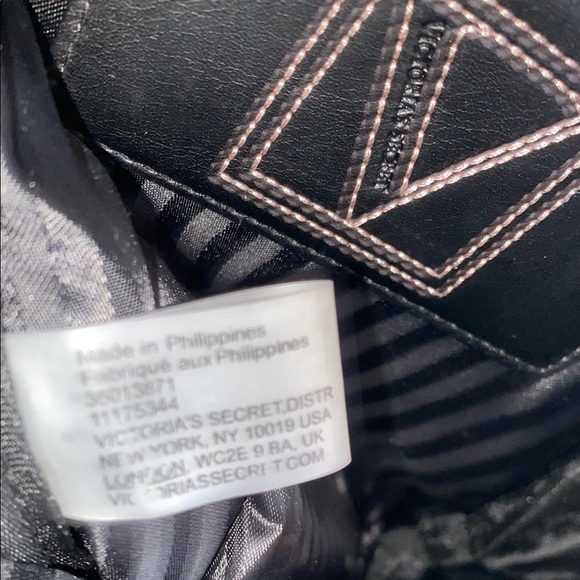 VICTORIA'S SECRET
Made in Philippines
Fabriqué aux Philippines
36013871
11175344
VICTORIA'S SECRET,DISTR
NEW YORK, NY 10019 USA
LONDON, WC2E 9 BA, UK
VICTORIASSECRET.COM